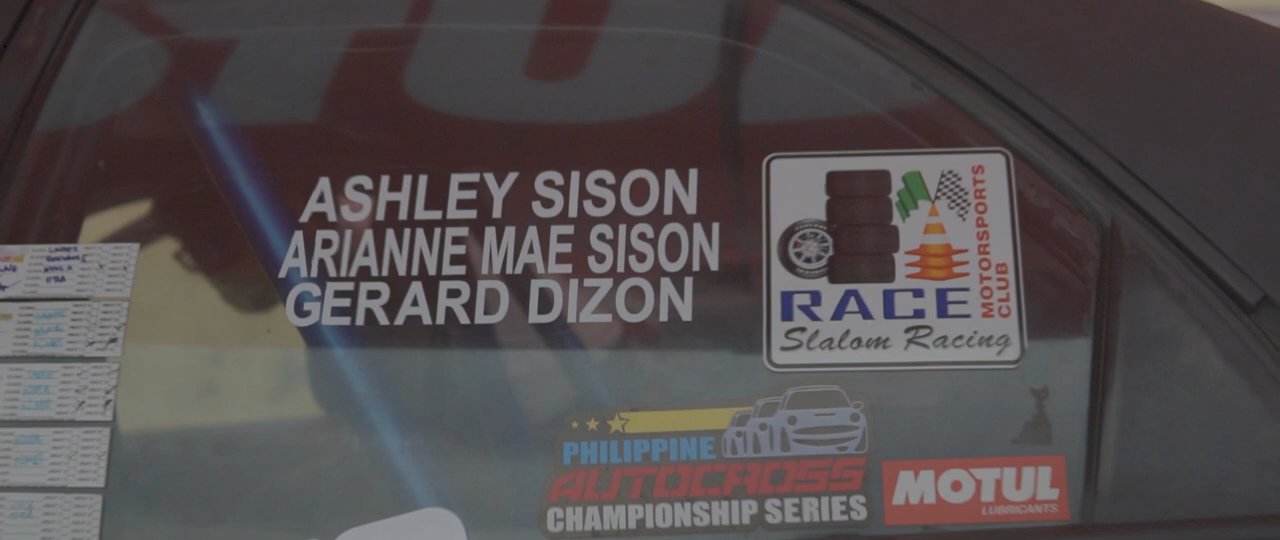 ASHLEY SISON
ARIANNE MAE SISON
GERARD DIZON
RACE
MOTORSPORTS
CLUB
Slalom Racing
PHILIPPINE
AUTOCROSS
CHAMPIONSHIP SERIES
MOTUL
LUBRICANTS